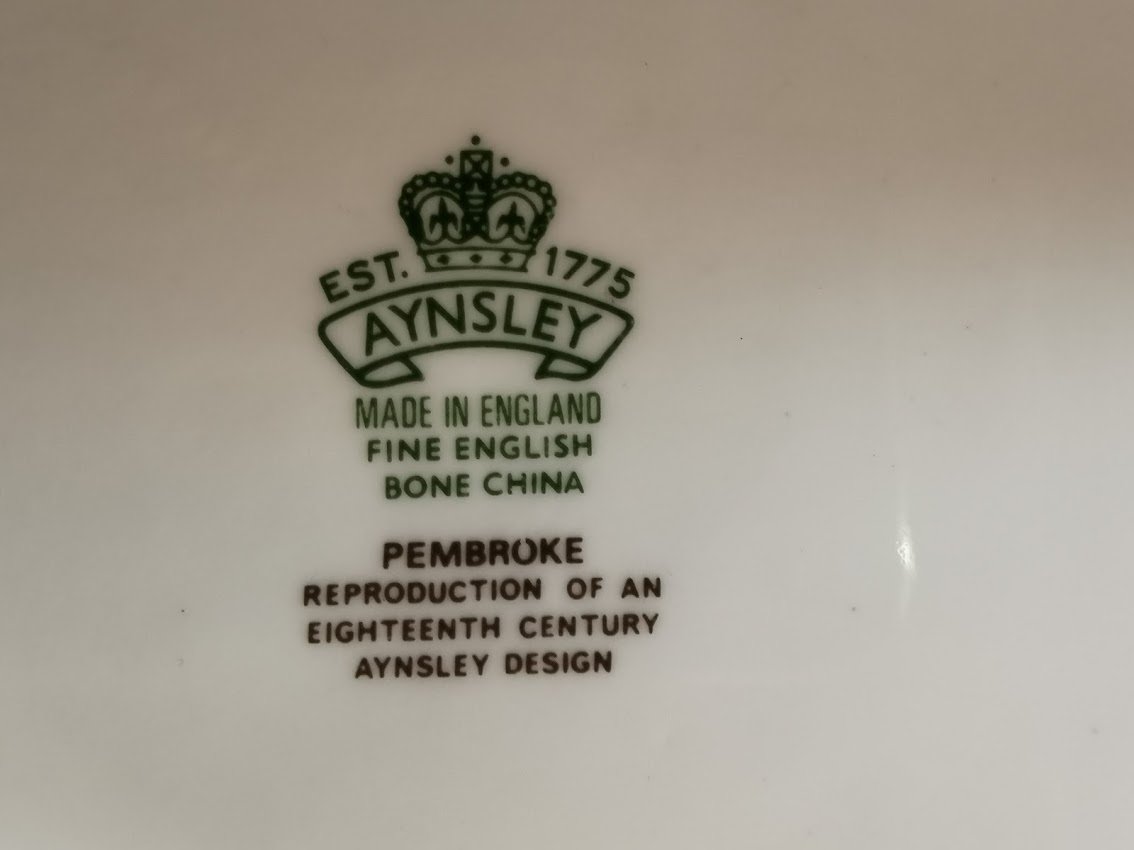 EST. 1775
AYNSLEY
MADE IN ENGLAND
FINE ENGLISH
BONE CHINA
PEMBROKE
REPRODUCTION OF AN
EIGHTEENTH CENTURY
AYNSLEY DESIGN